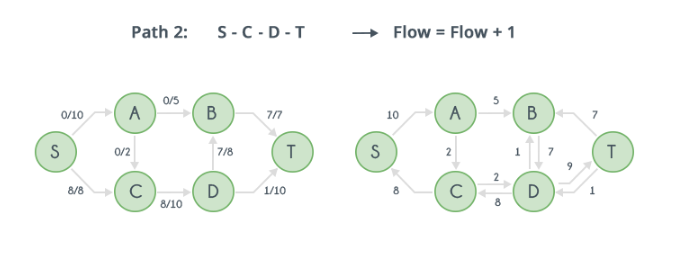 Path 2: S - C - D - T → Flow = Flow + 1
0/5 5
0/10 A B 7/7 10 A B 7
S 0/2 7/8 T S 2 1 7 T
8/8 C D 1/10 8 C 2 D 9 1
8/10 8